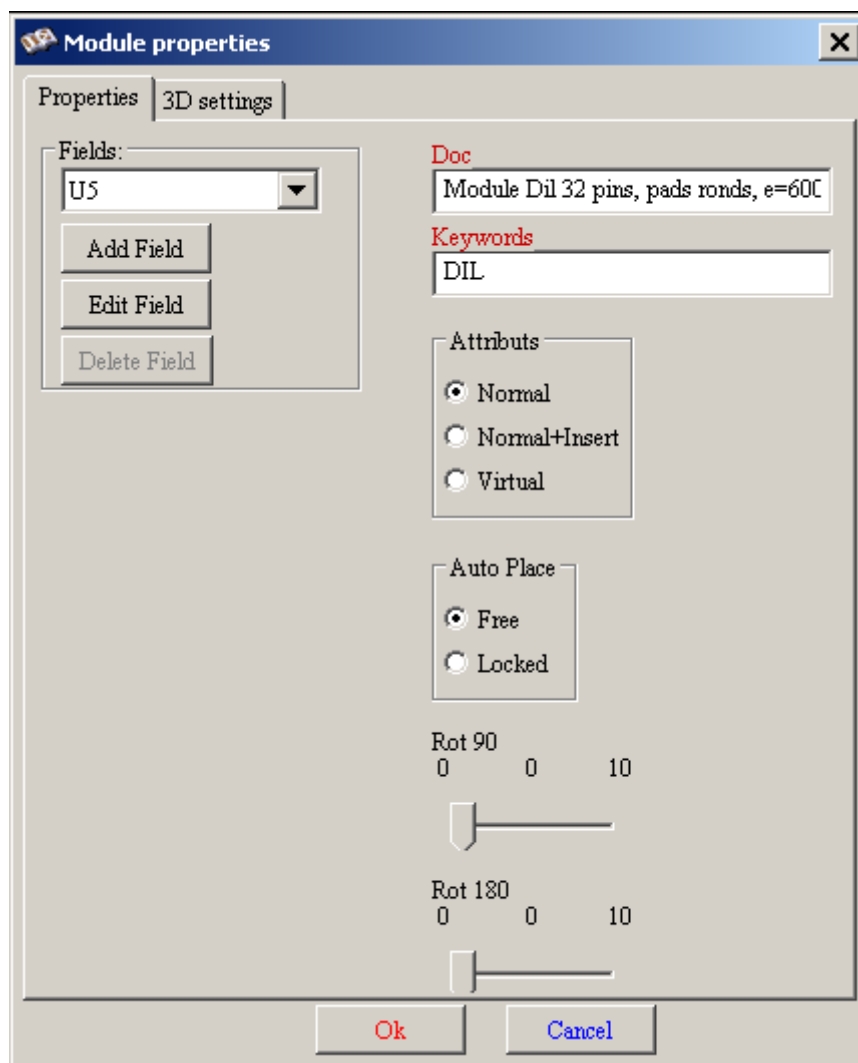 Module properties
Properties
3D settings
Fields:
U5
Add Field
Edit Field
Delete Field
Doc
Module Dil 32 pins, pads ronds, e=600
Keywords
DIL
Attributs
Normal
Normal+Insert
Virtual
Auto Place
Free
Locked
Rot 90
0 0 10
Rot 180
0 0 10
Ok
Cancel